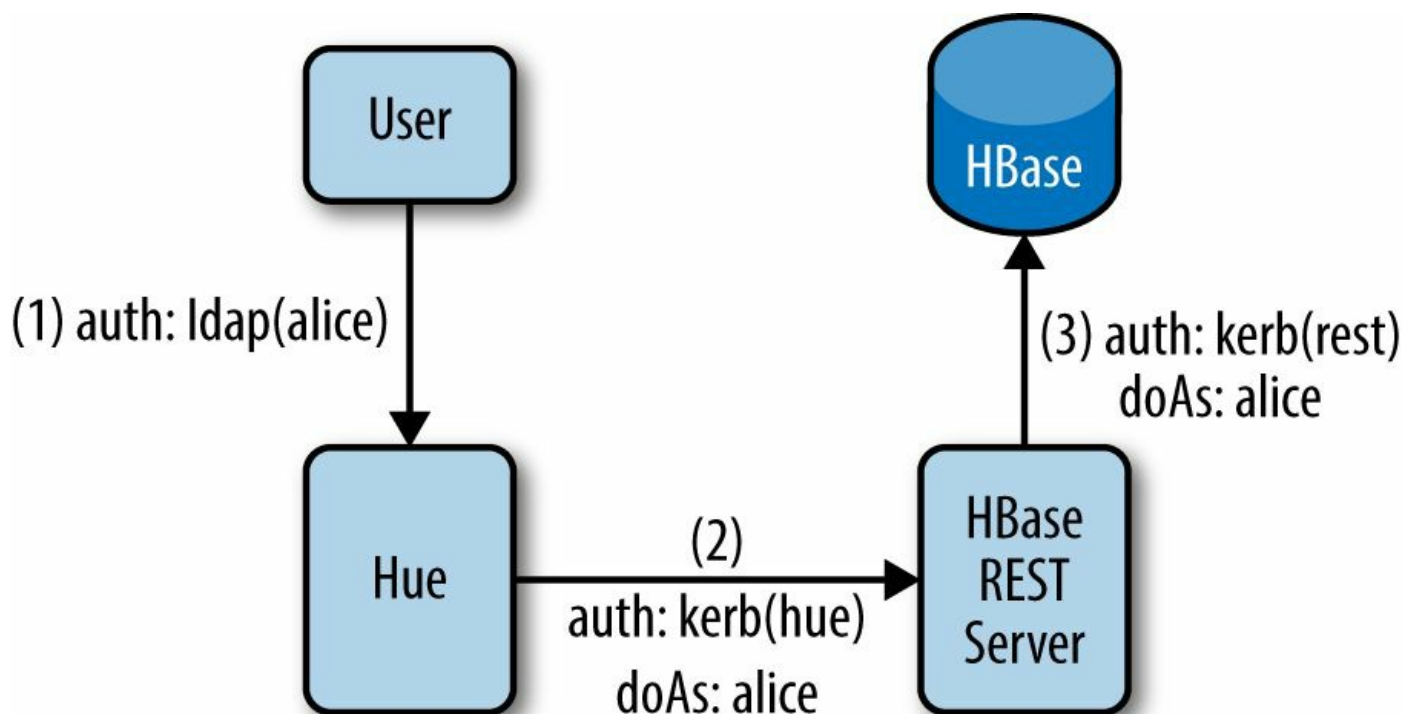 User
HBase
(1) auth: ldap(alice)
(3) auth: kerb(rest)
doAs: alice
Hue
(2)
auth: kerb(hue)
doAs: alice
HBase
REST
Server